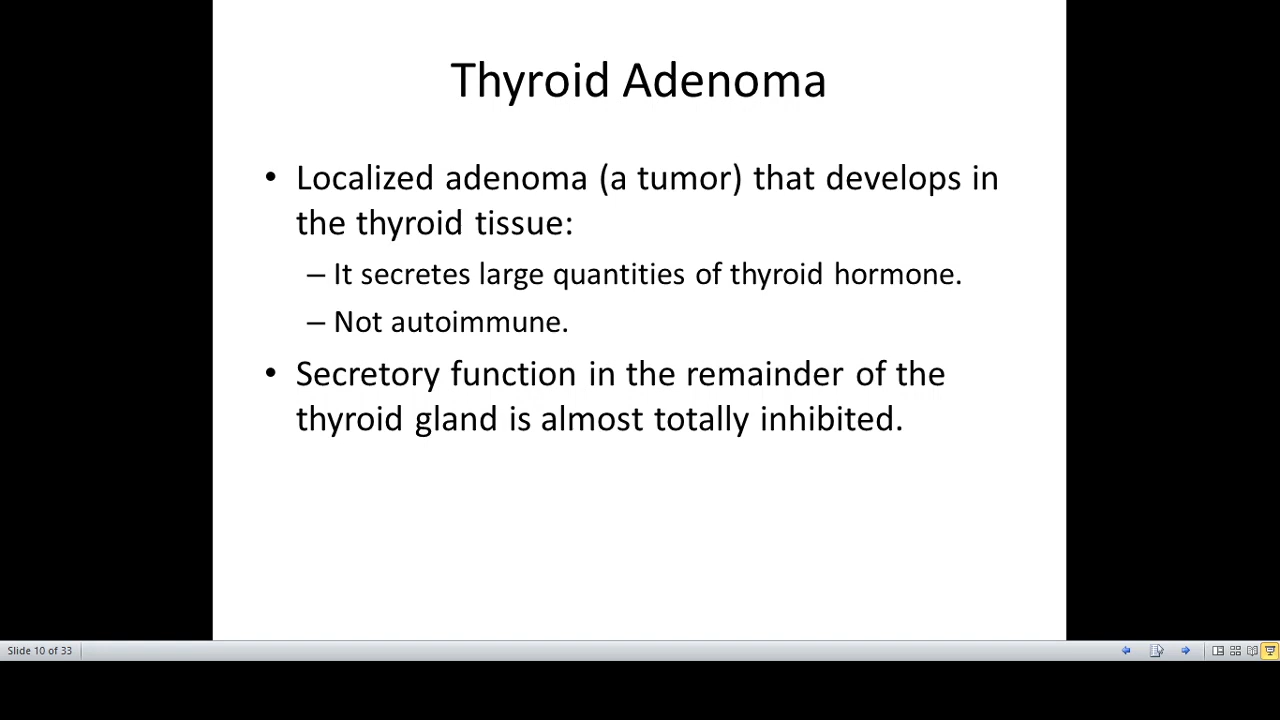 Thyroid Adenoma
• Localized adenoma (a tumor) that develops in
the thyroid tissue:
– It secretes large quantities of thyroid hormone.
– Not autoimmune.
• Secretory function in the remainder of the
thyroid gland is almost totally inhibited.
Slide 10 of 33